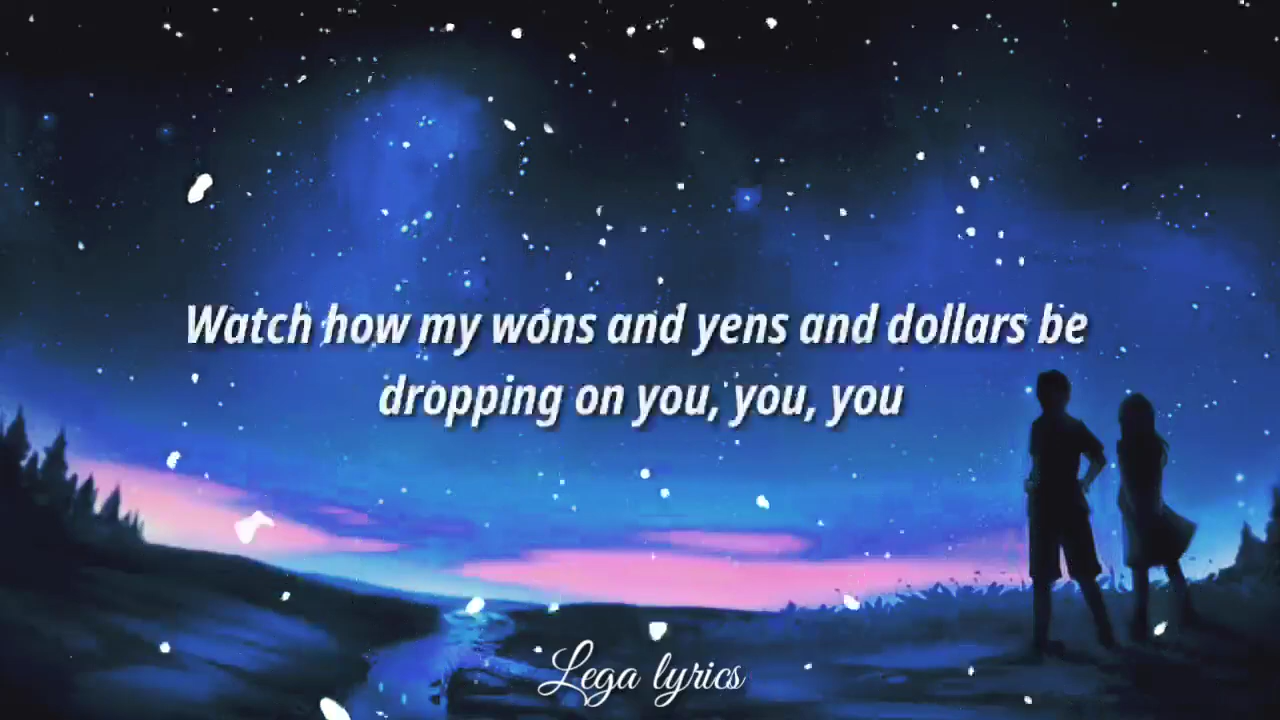 Watch how my wons and yens and dollars be
dropping on you, you, you
Lega lyrics